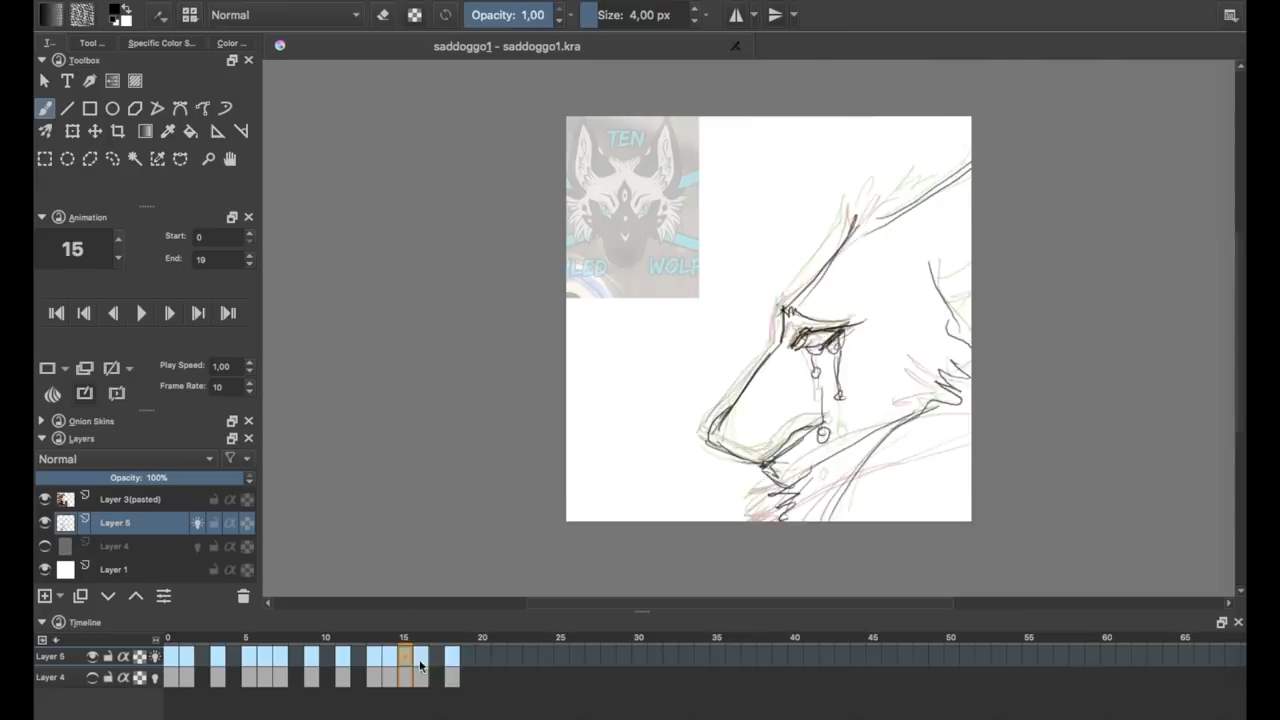 Normal
Opacity: 1,00
Size: 4,00 px
T...
Tool ...
Specific Color S...
Color ...
saddoggo1 - saddoggo1.kra
Toolbox
Animation
15
Start: 0
End: 19
Play Speed: 1,00
Frame Rate: 10
Onion Skins
Layers
Normal
Opacity: 100%
Layer 3(pasted)
Layer 5
Layer 4
Layer 1
TEN
WOLF
Timeline
0 5 10 15 20 25 30 35 40 45 50 55 60 65
Layer 5
Layer 4